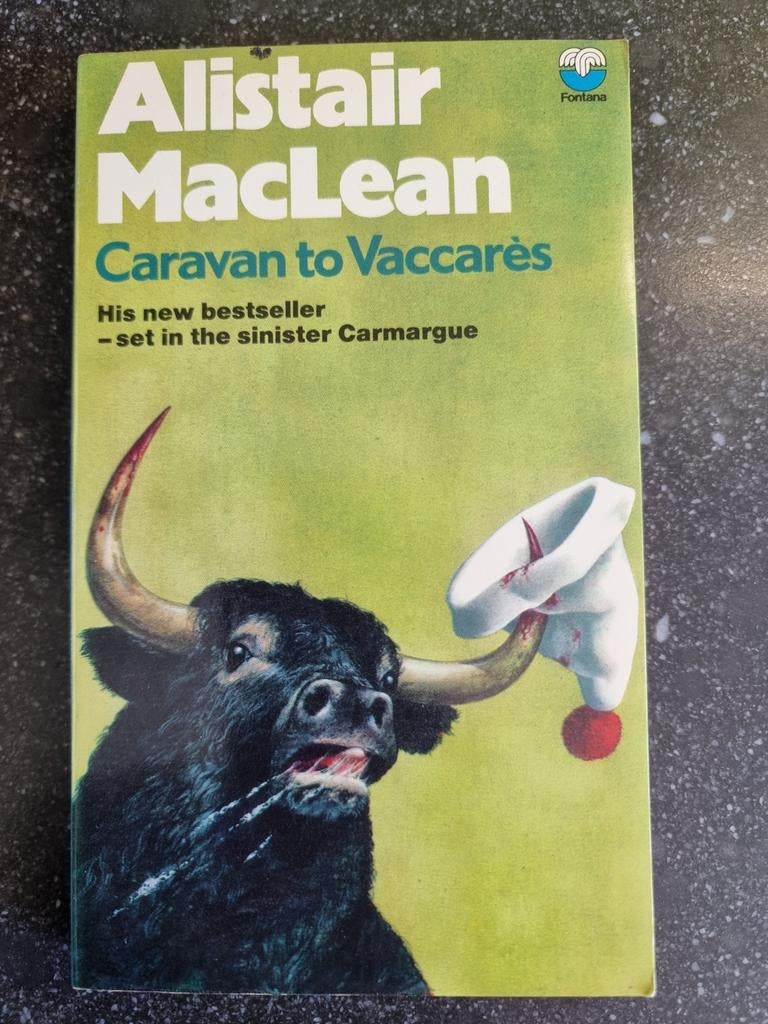 Alistair
MacLean
Fontana
Caravan to Vaccarès
His new bestseller
– set in the sinister Carmargue